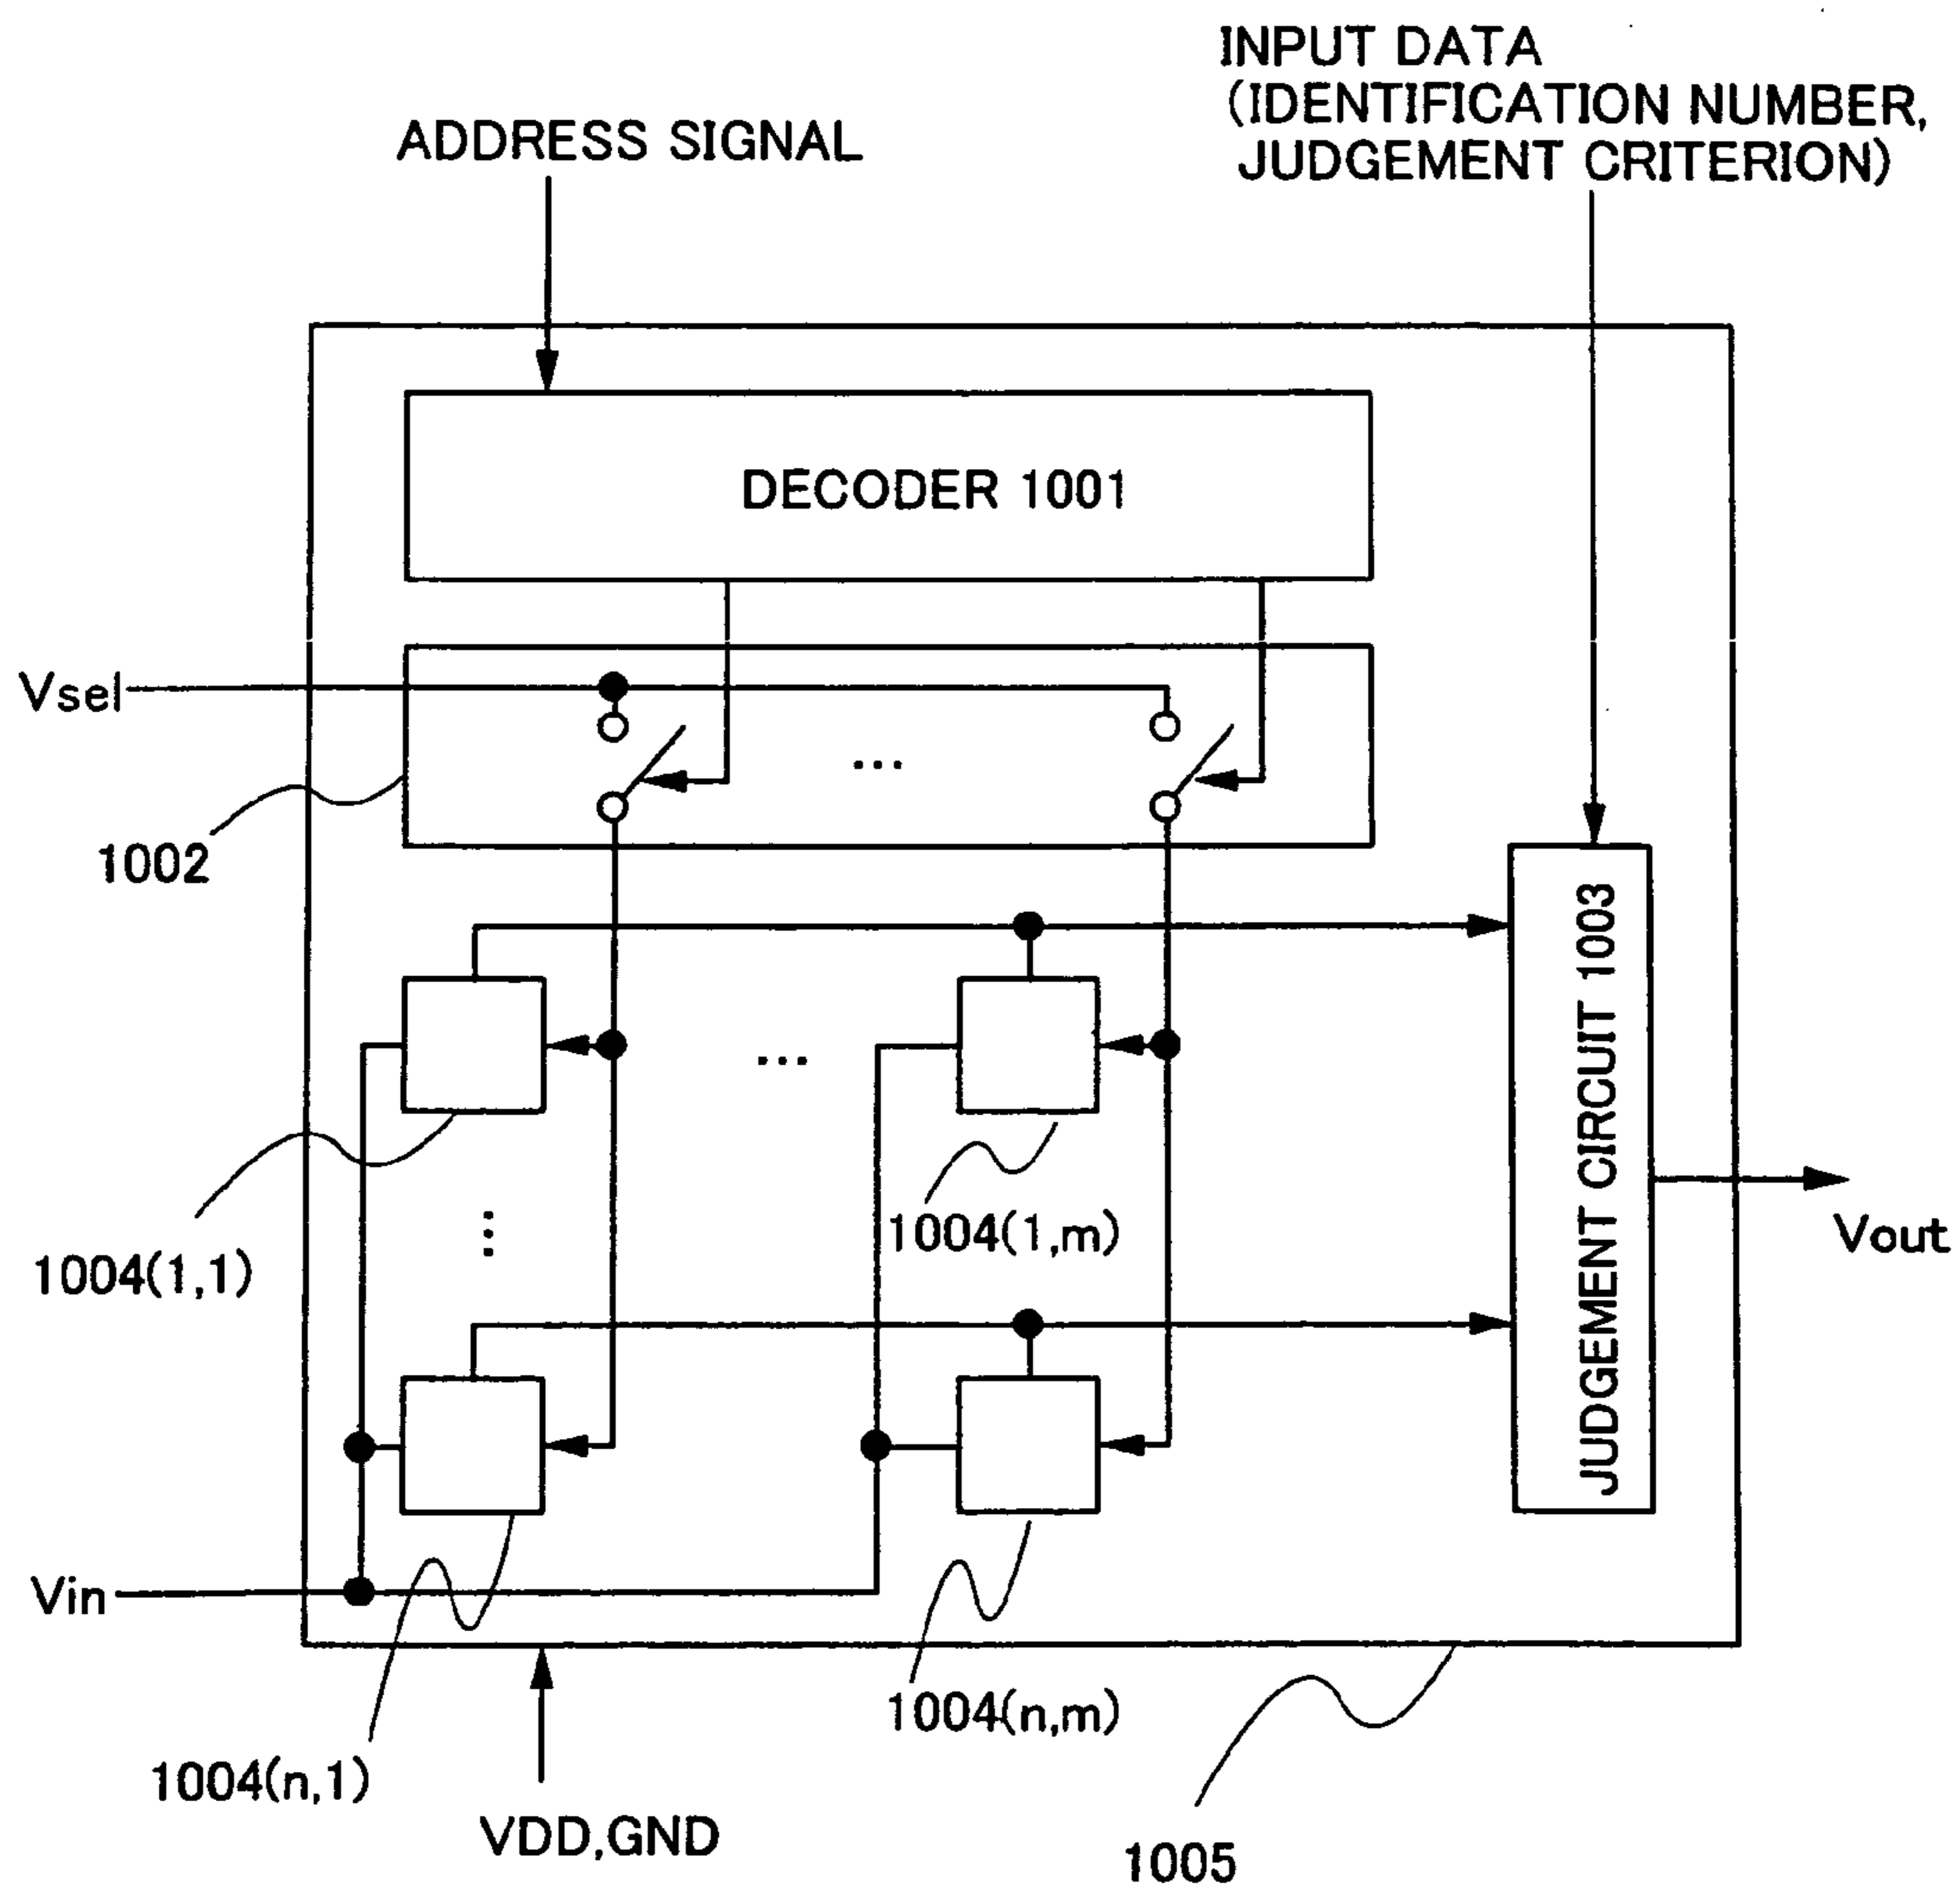 INPUT DATA
(IDENTIFICATION NUMBER,
JUDGEMENT CRITERION)
ADDRESS SIGNAL
DECODER 1001
Vsel
...
1002
JUDGEMENT CIRCUIT 1003
...
1004(1,1)
1004(1,m)
Vout
Vin
1004(n,1)
1004(n,m)
VDD,GND
1005